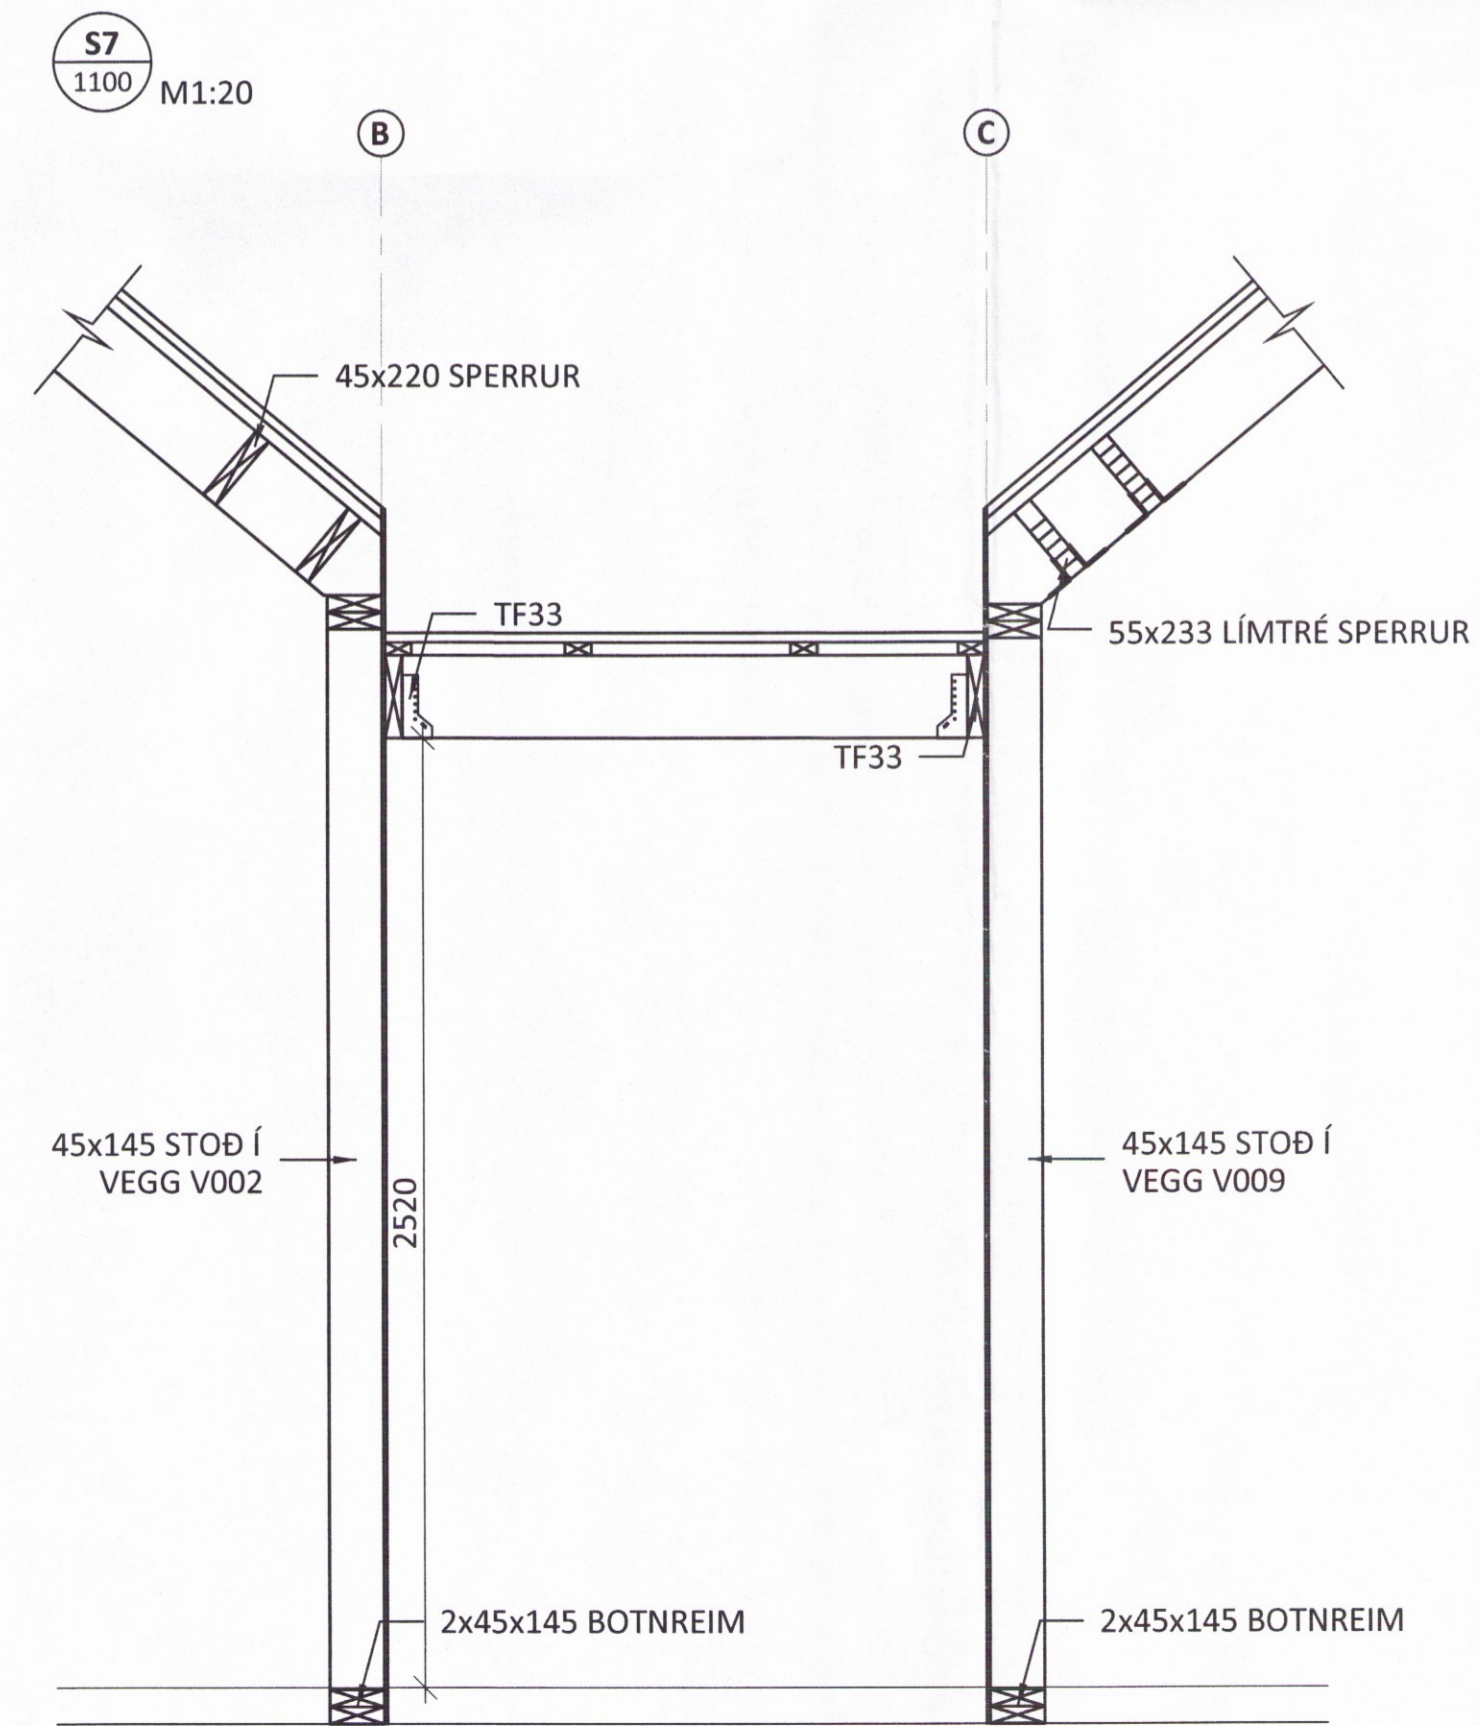 S7
1100
M1:20
B
C
45x220 SPERRUR
TF33
55x233 LÍMTRÉ SPERRUR
TF33
45x145 STOÐ Í
VEGG V002
2520
45x145 STOÐ Í
VEGG V009
2x45x145 BOTNREIM
2x45x145 BOTNREIM